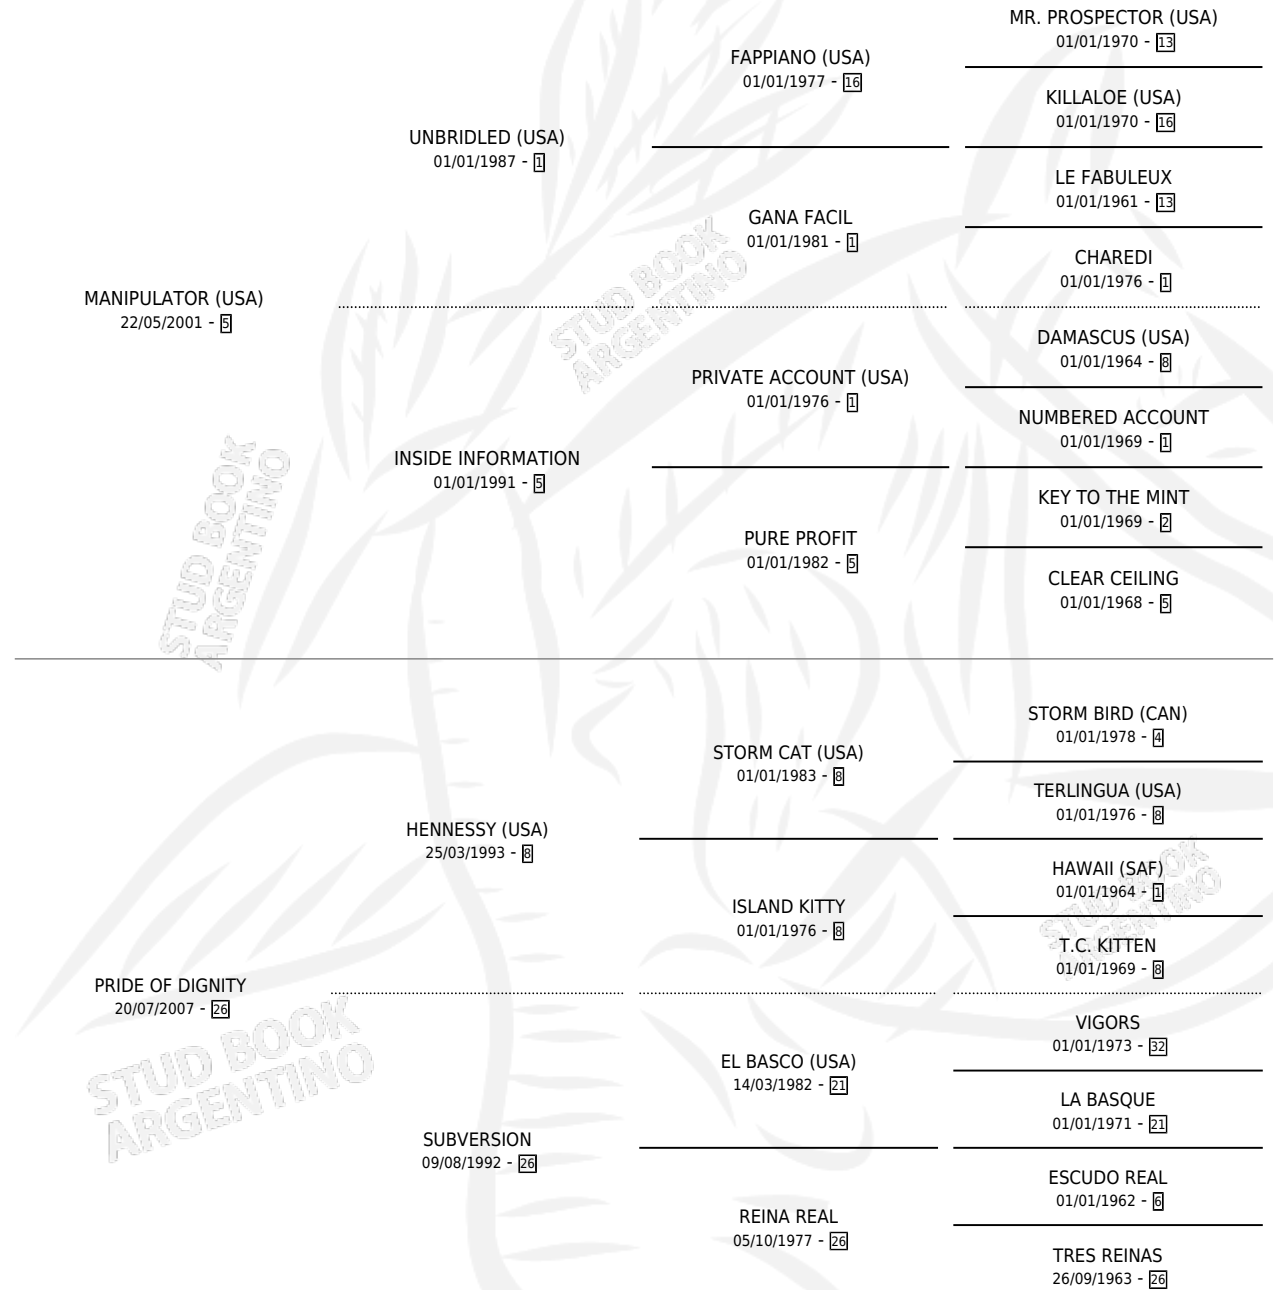 MR. PROSPECTOR (USA)
01/01/1970 - 13
FAPPIANO (USA)
01/01/1977 - 16
KILLALOE (USA)
01/01/1970 - 16
UNBRIDLED (USA)
01/01/1987 - 1
LE FABULEUX
01/01/1961 - 13
GANA FACIL
01/01/1981 - 1
CHAREDI
01/01/1976 - 1
MANIPULATOR (USA)
22/05/2001 - 5
DAMASCUS (USA)
01/01/1964 - 8
PRIVATE ACCOUNT (USA)
01/01/1976 - 1
NUMBERED ACCOUNT
01/01/1969 - 1
INSIDE INFORMATION
01/01/1991 - 5
KEY TO THE MINT
01/01/1969 - 2
PURE PROFIT
01/01/1982 - 5
CLEAR CEILING
01/01/1968 - 5
STUD BOOK
ARGENTINO
STUD BOOK
ARGENTINO
STORM BIRD (CAN)
01/01/1978 - 4
STORM CAT (USA)
01/01/1983 - 8
TERLINGUA (USA)
01/01/1976 - 8
HENNESSY (USA)
25/03/1993 - 8
HAWAII (SAF)
01/01/1964 - 1
ISLAND KITTY
01/01/1976 - 8
T.C. KITTEN
01/01/1969 - 8
PRIDE OF DIGNITY
20/07/2007 - 26
VIGORS
01/01/1973 - 32
EL BASCO (USA)
14/03/1982 - 21
LA BASQUE
01/01/1971 - 21
SUBVERSION
09/08/1992 - 26
ESCUDO REAL
01/01/1962 - 6
REINA REAL
05/10/1977 - 26
TRES REINAS
26/09/1963 - 26
STUD BOOK
ARGENTINO
STUD BOOK
ARGENTINO